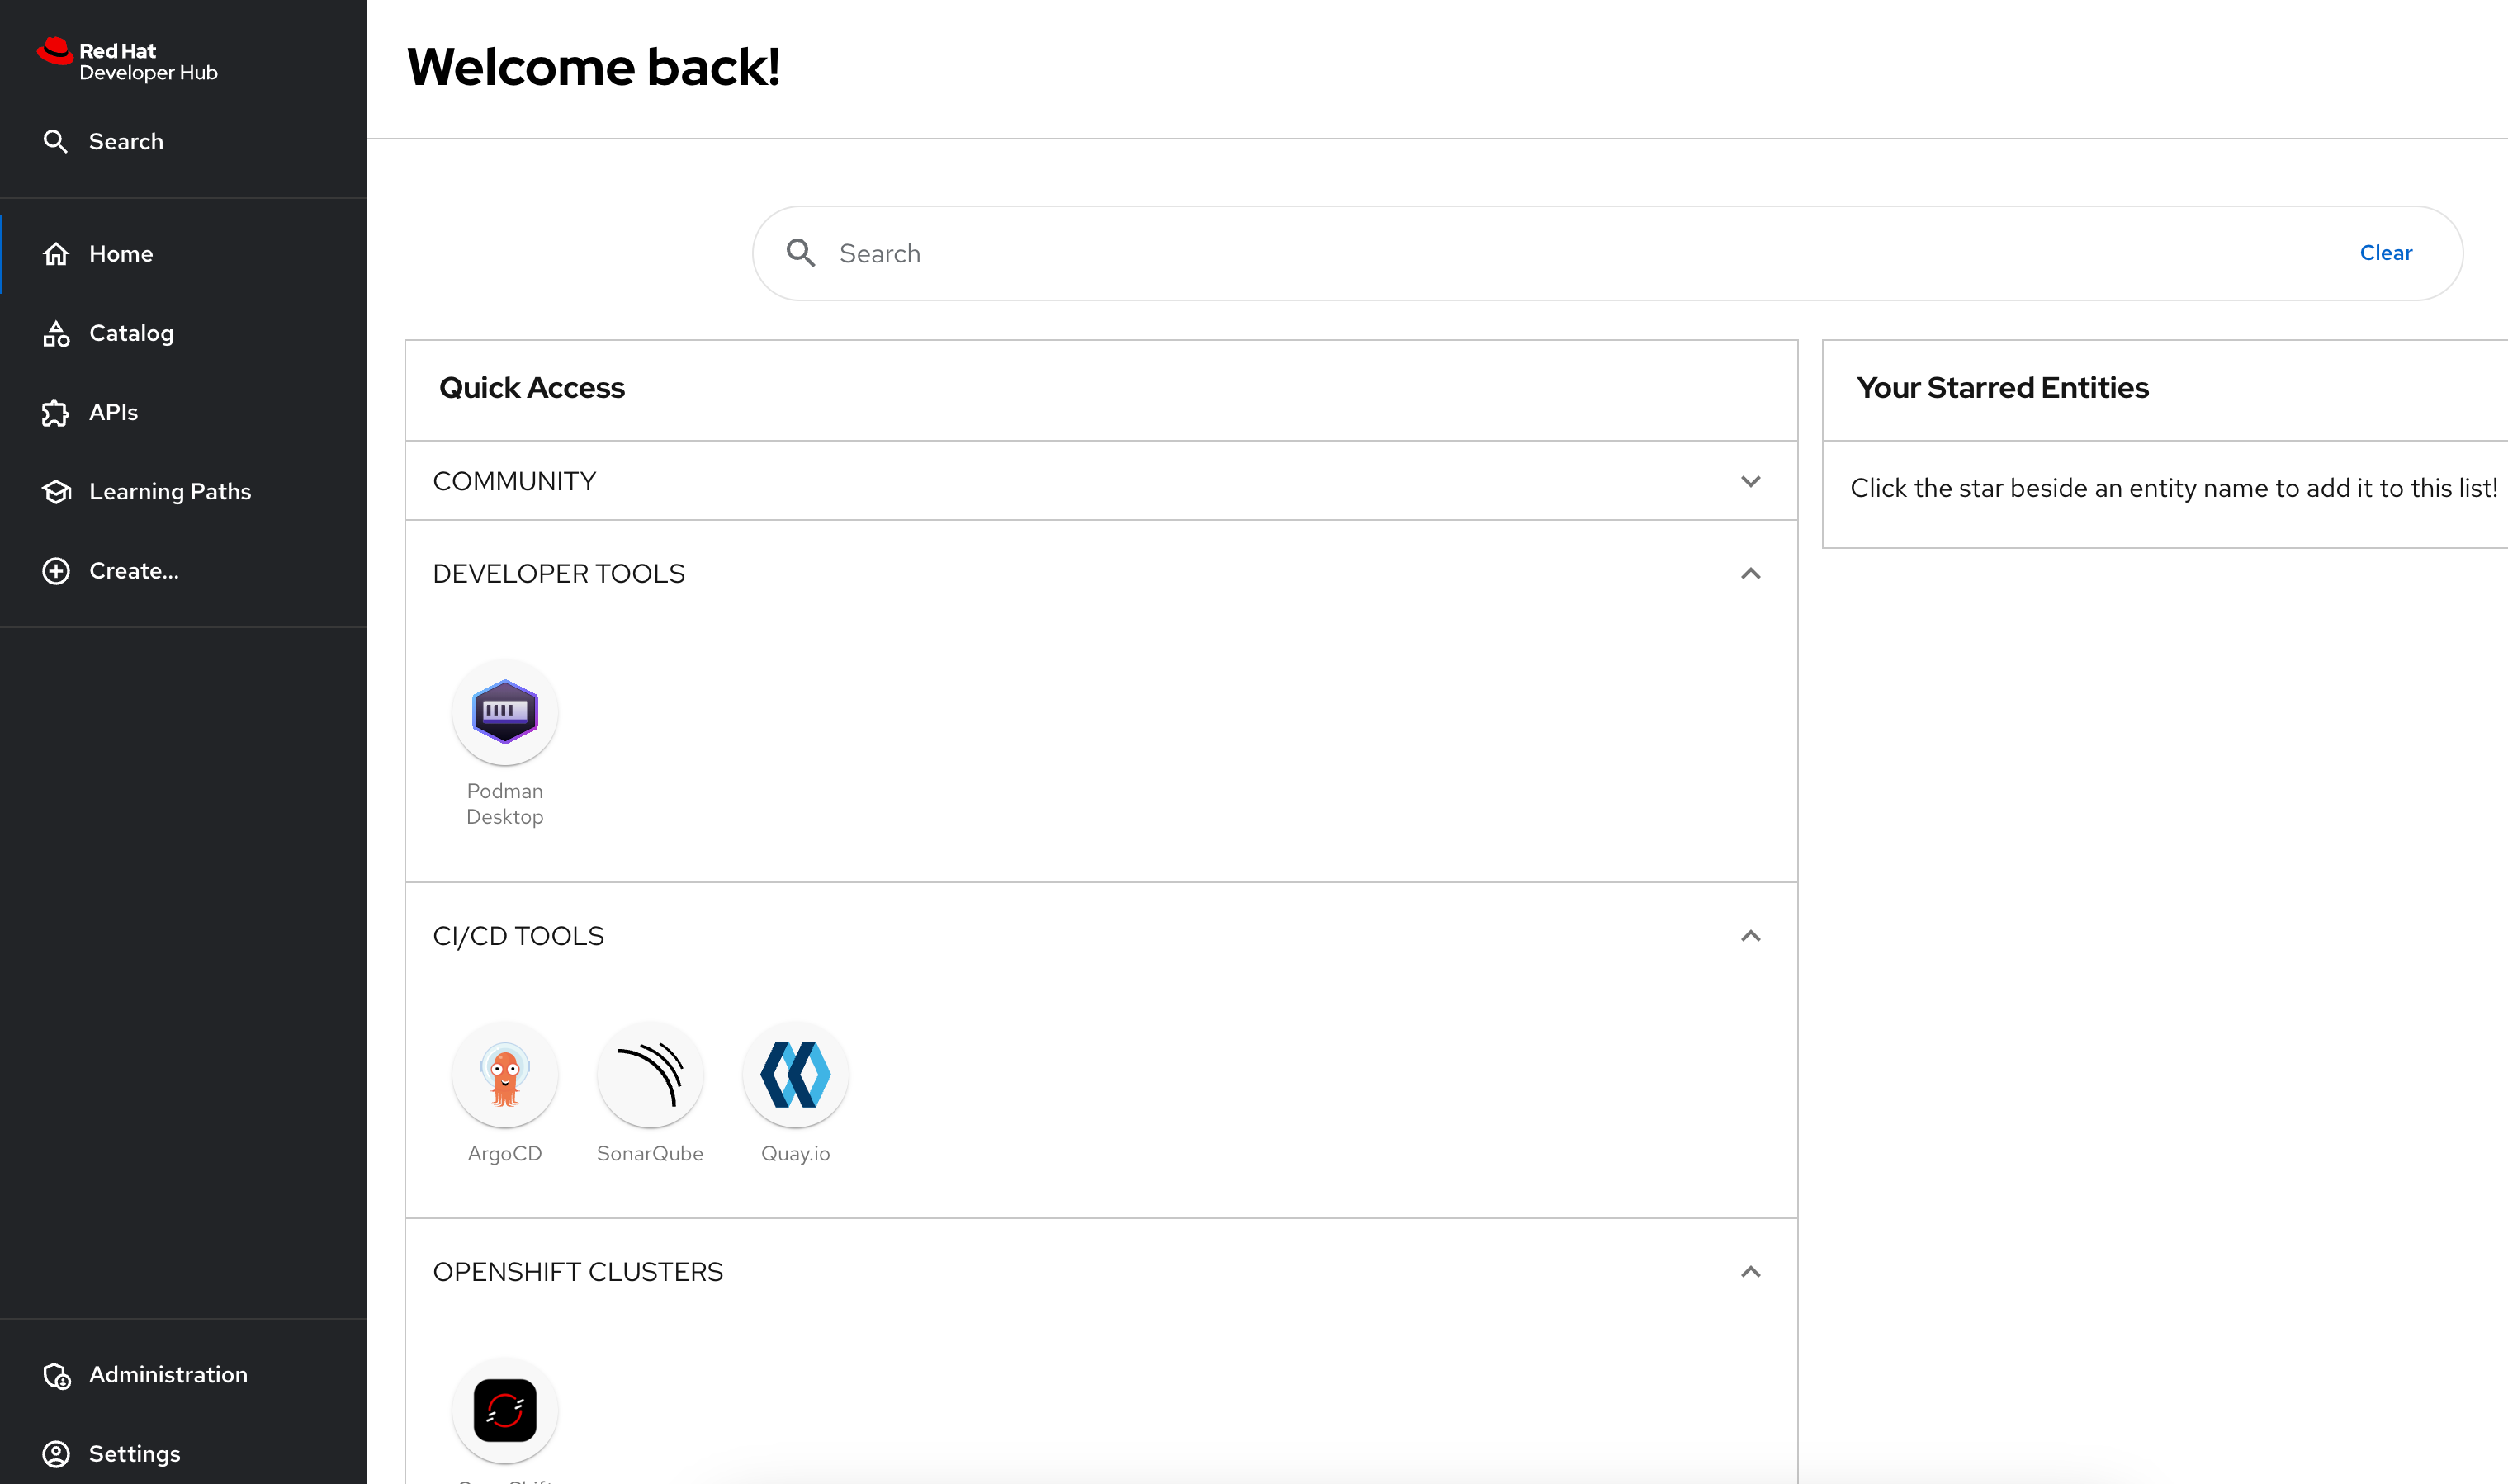 Red Hat
Developer Hub
Search
Home
Catalog
APIs
Learning Paths
Create...
Administration
Settings
Welcome back!
Search
Clear
Quick Access
COMMUNITY
DEVELOPER TOOLS
Podman
Desktop
CI/CD TOOLS
ArgoCD
SonarQube
Quay.io
OPENSHIFT CLUSTERS
Your Starred Entities
Click the star beside an entity name to add it to this list!